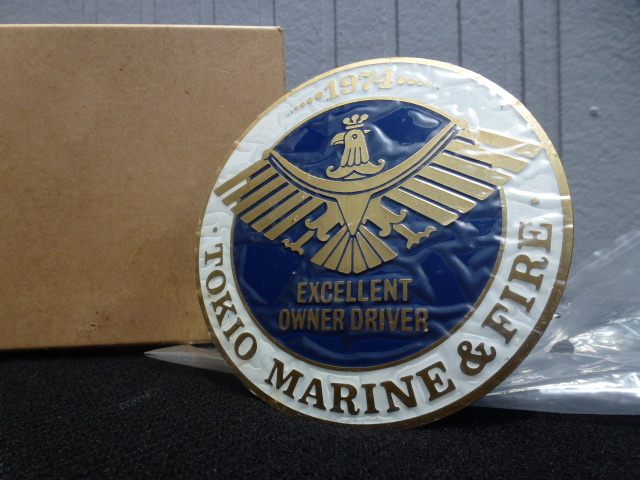 1974
EXCELLENT
OWNER DRIVER
TOKIO MARINE & FIRE